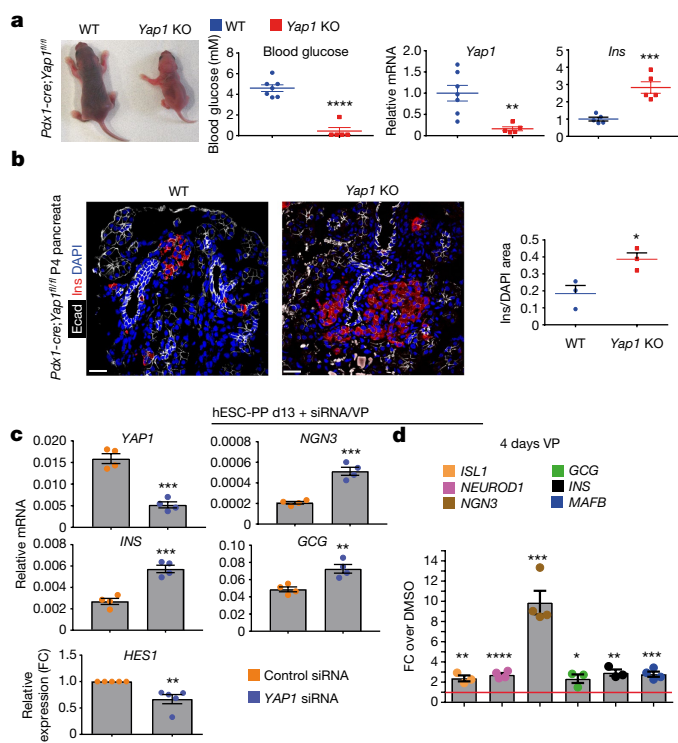 a
WT
Yap1 KO
Pdx1-cre;Yap1fl/fl
WT
Yap1 KO
Blood glucose
Blood glucose (mM)
8
6
4
2
0
****
Yap1
Relative mRNA
2.0
1.5
1.0
0.5
0
**
Ins
5
4
3
2
1
0
***
b
WT
Yap1 KO
Pdx1-cre;Yap1fl/fl P4 pancreata
Ecad Ins DAPI
Ins/DAPI area
0.5
0.4
0.3
0.2
0.1
0
*
WT
Yap1 KO
hESC-PP d13 + siRNA/VP
c
YAP1
Relative mRNA
0.020
0.015
0.010
0.005
0
***
NGN3
0.0008
0.0006
0.0004
0.0002
0
***
INS
0.006
0.004
0.002
0
***
GCG
0.10
0.08
0.06
0.04
0.02
0
**
HES1
Relative
expression (FC)
1.5
1.0
0.5
0
**
Control siRNA
YAP1 siRNA
d
4 days VP
ISL1
GCG
NEUROD1
INS
NGN3
MAFB
FC over DMSO
14
12
10
8
6
4
2
0
** **** *** * ** ***